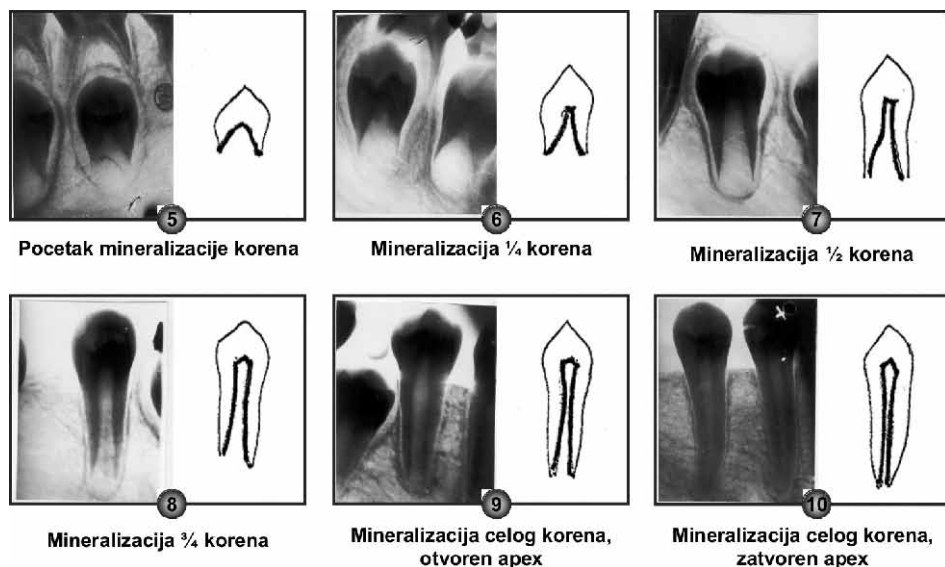 5
6
7
Pocetak mineralizacije korena
Mineralizacija ¼ korena
Mineralizacija ½ korena
8
9
10
Mineralizacija ¾ korena
Mineralizacija celog korena,
otvoren apex
Mineralizacija celog korena,
zatvoren apex